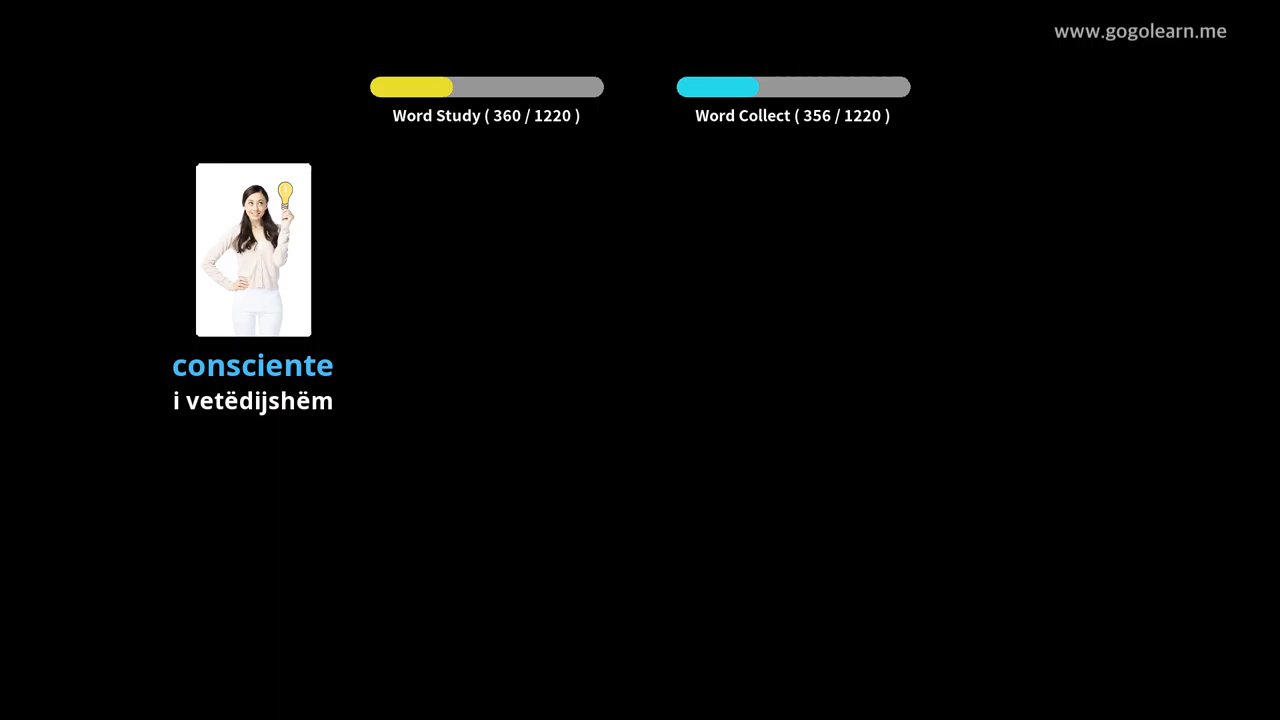 www.gogolearn.me
Word Study ( 360 / 1220 )
Word Collect ( 356 / 1220 )
consciente
i vetëdijshëm